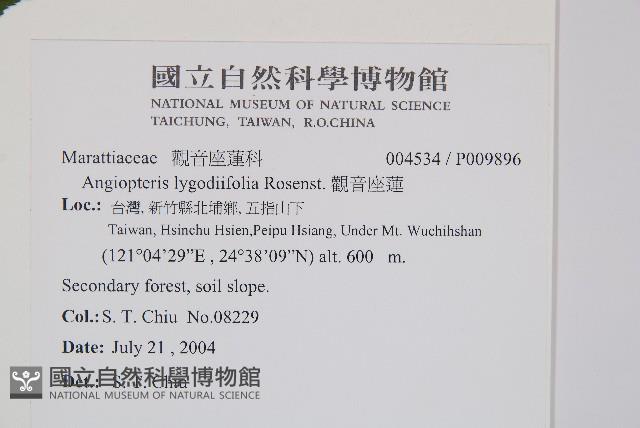 國立自然科學博物館
NATIONAL MUSEUM OF NATURAL SCIENCE
TAICHUNG, TAIWAN, R.O.CHINA
Marattiaceae 觀音座蓮科 004534 / P009896
Angiopteris lygodiifolia Rosenst. 觀音座蓮
Loc.: 台灣, 新竹縣北埔鄉, 五指山下
Taiwan, Hsinchu Hsien,Peipu Hsiang, Under Mt. Wuchihshan
(121°04’29”E , 24°38’09”N) alt. 600 m.
Secondary forest, soil slope.
Col.: S. T. Chiu No.08229
Date: July 21 , 2004
Det.: S. T. Chiu
國立自然科學博物館
NATIONAL MUSEUM OF NATURAL SCIENCE